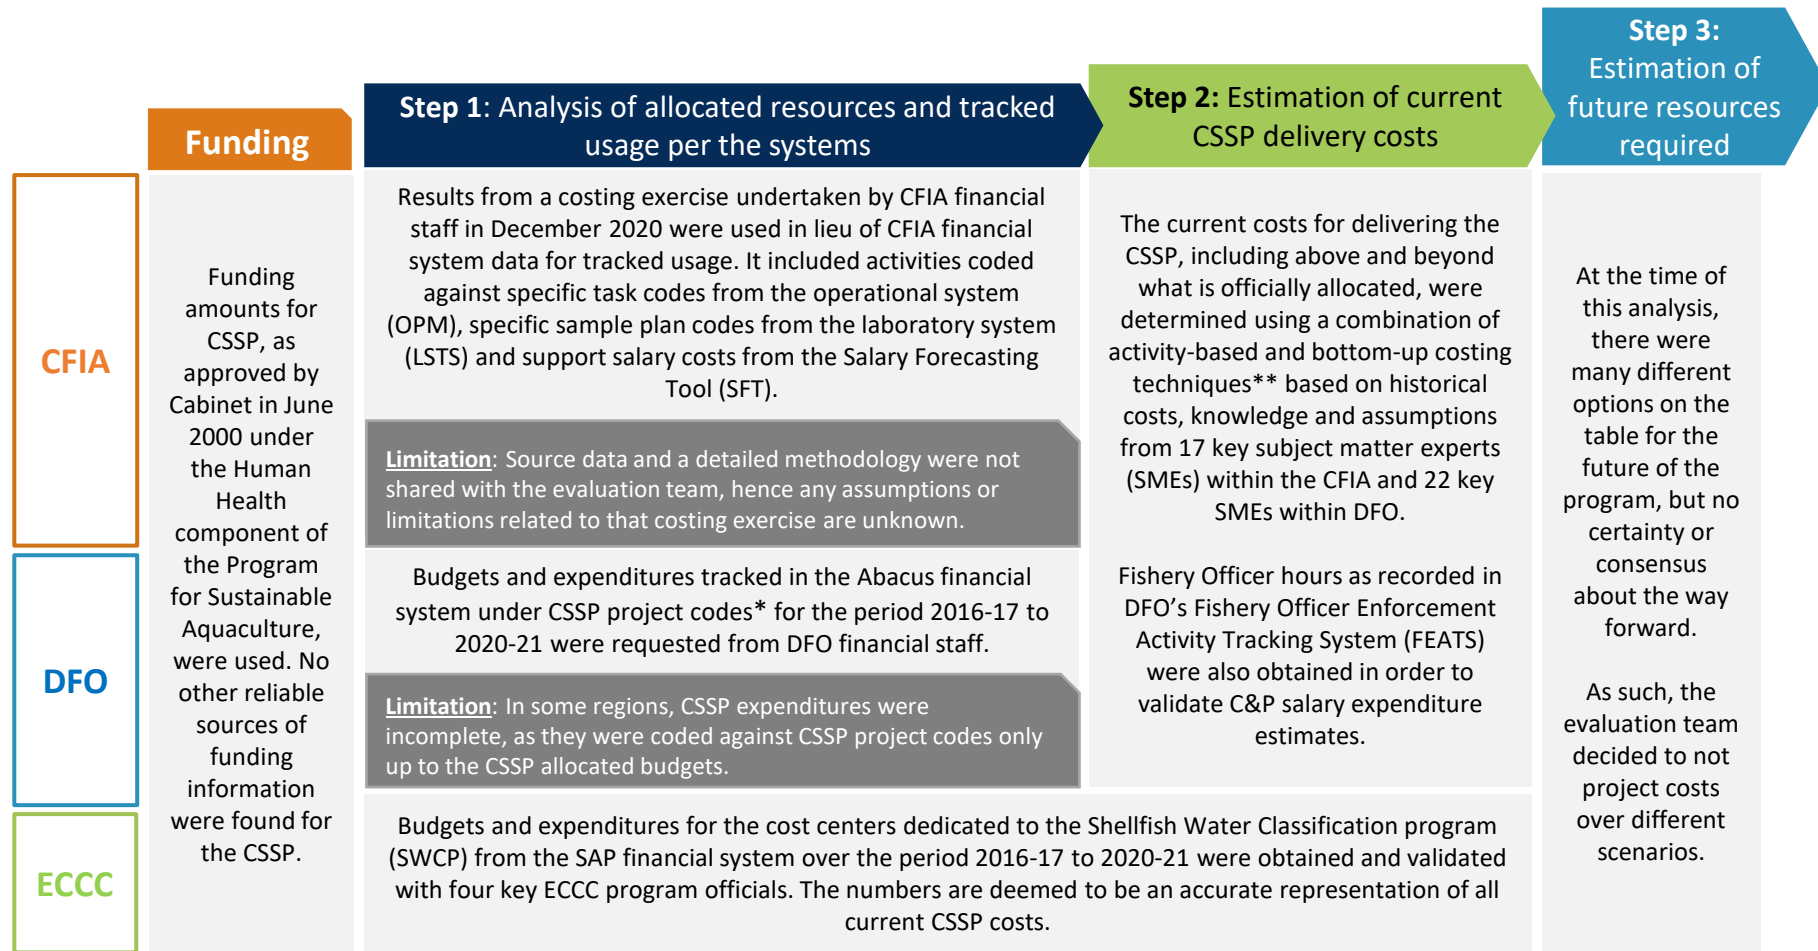 Funding
Step 1: Analysis of allocated resources and tracked
usage per the systems
Step 2: Estimation of current
CSSP delivery costs
Step 3:
Estimation of
future resources
required
CFIA
DFO
ECCC
Funding
amounts for
CSSP, as
approved by
Cabinet in June
2000 under
the Human
Health
component of
the Program
for Sustainable
Aquaculture,
were used. No
other reliable
sources of
funding
information
were found for
the CSSP.
Results from a costing exercise undertaken by CFIA financial
staff in December 2020 were used in lieu of CFIA financial
system data for tracked usage. It included activities coded
against specific task codes from the operational system
(OPM), specific sample plan codes from the laboratory system
(LSTS) and support salary costs from the Salary Forecasting
Tool (SFT).
Limitation: Source data and a detailed methodology were not
shared with the evaluation team, hence any assumptions or
limitations related to that costing exercise are unknown.
Budgets and expenditures tracked in the Abacus financial
system under CSSP project codes* for the period 2016-17 to
2020-21 were requested from DFO financial staff.
Limitation: In some regions, CSSP expenditures were
incomplete, as they were coded against CSSP project codes only
up to the CSSP allocated budgets.
The current costs for delivering the
CSSP, including above and beyond
what is officially allocated, were
determined using a combination of
activity-based and bottom-up costing
techniques** based on historical
costs, knowledge and assumptions
from 17 key subject matter experts
(SMEs) within the CFIA and 22 key
SMEs within DFO.
Fishery Officer hours as recorded in
DFO's Fishery Officer Enforcement
Activity Tracking System (FEATS)
were also obtained in order to
validate C&P salary expenditure
estimates.
Budgets and expenditures for the cost centers dedicated to the Shellfish Water Classification program
(SWCP) from the SAP financial system over the period 2016-17 to 2020-21 were obtained and validated
with four key ECCC program officials. The numbers are deemed to be an accurate representation of all
current CSSP costs.
At the time of
this analysis,
there were
many different
options on the
table for the
future of the
program, but no
certainty or
consensus
about the way
forward.
As such, the
evaluation team
decided to not
project costs
over different
scenarios.